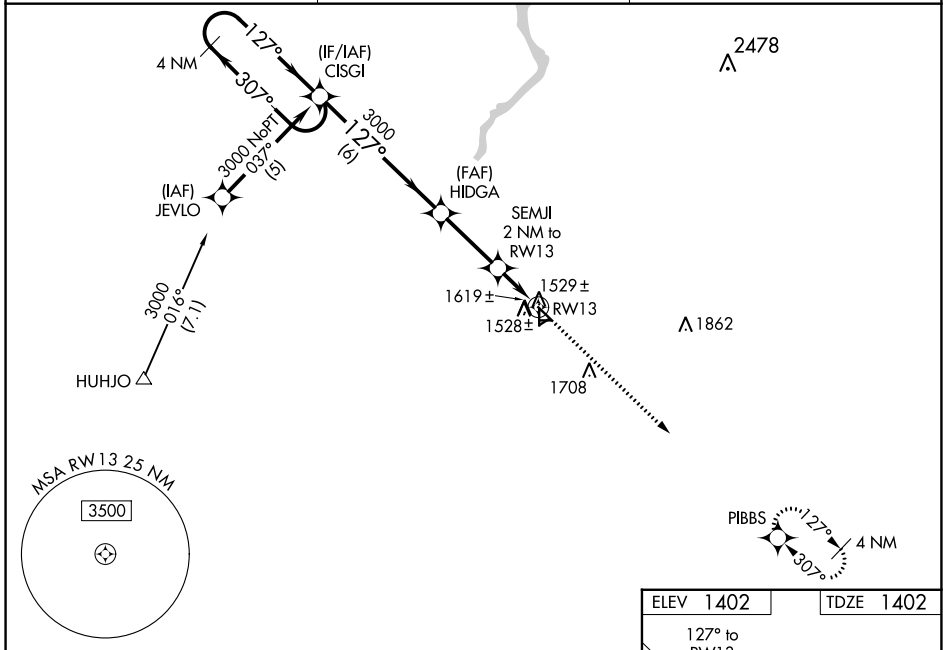 2478
4 NM
127°
307°
(IF/IAF)
CISGI
3000 NoPT
037°
(5)
3000
127°
(6)
(IAF)
JEVLO
(FAF)
HIDGA
SEMJI
2 NM to
RW13
1619 ±
1529 ±
RW13
1528 ±
1862
1708
3000
016°
(7.1)
HUHJO
MSA RW13 25 NM
3500
PIBBS
127°
4 NM
307°
ELEV 1402
TDZE 1402
127° to